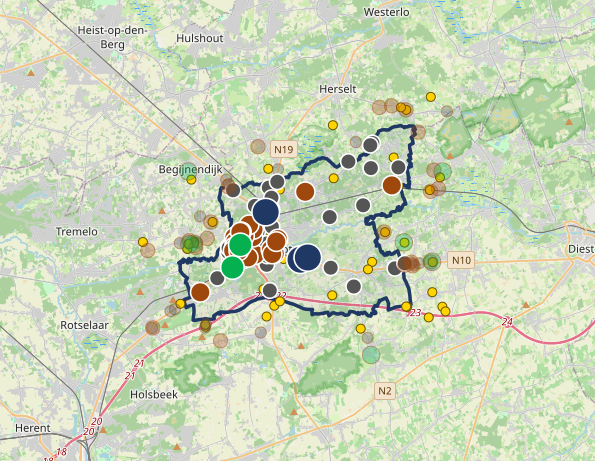 Westerlo
Heist-op-den-
Berg
Hulshout
Herselt
N19
Begijnendijk
Tremelo
N10
Diest
22
23
24
Rotselaar
21
21
N2
Holsbeek
20
20
Herent
18
18